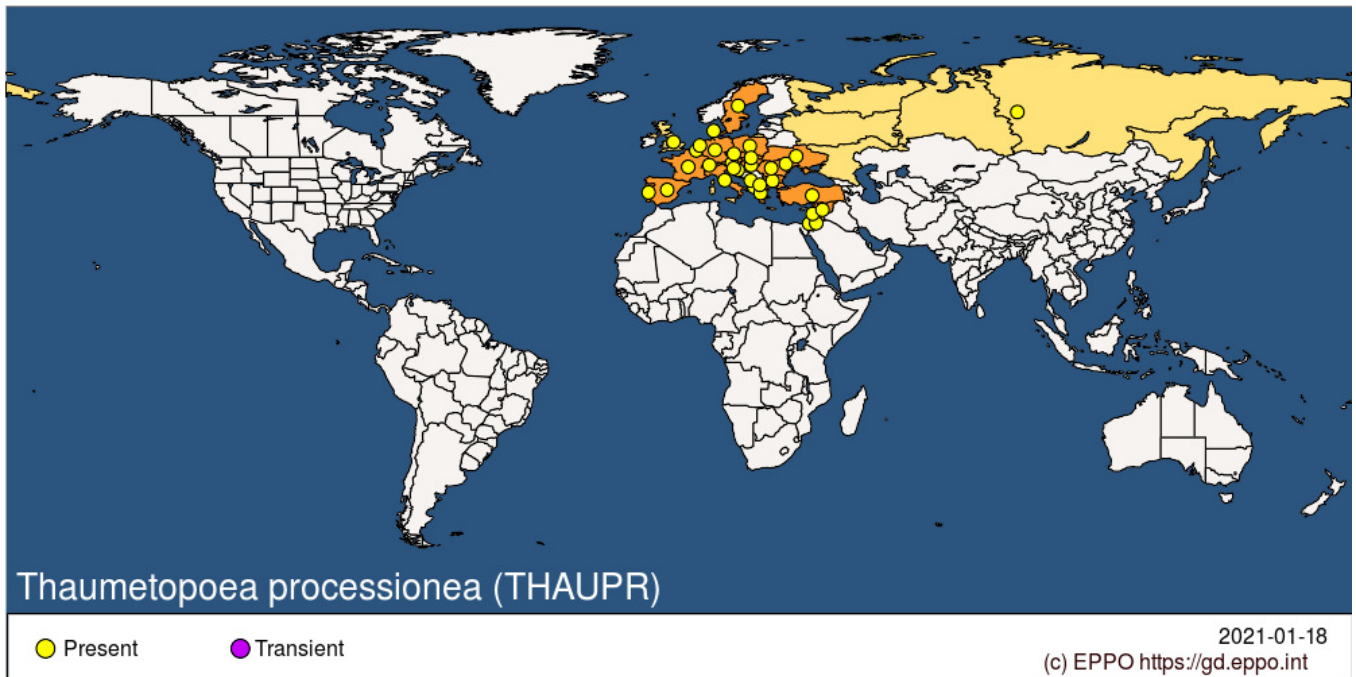 Thaumetopoea processionea (THAUPR)
Present
Transient
2021-01-18
(c) EPPO https://gd.eppo.int